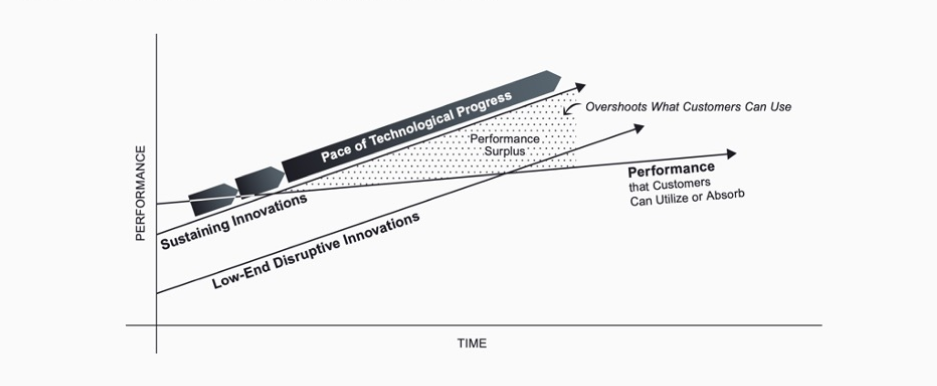 Pace of Technological Progress
Overshoots What Customers Can Use
Performance
Surplus
PERFORMANCE
Performance
that Customers
Can Utilize or Absorb
Sustaining Innovations
Low-End Disruptive Innovations
TIME